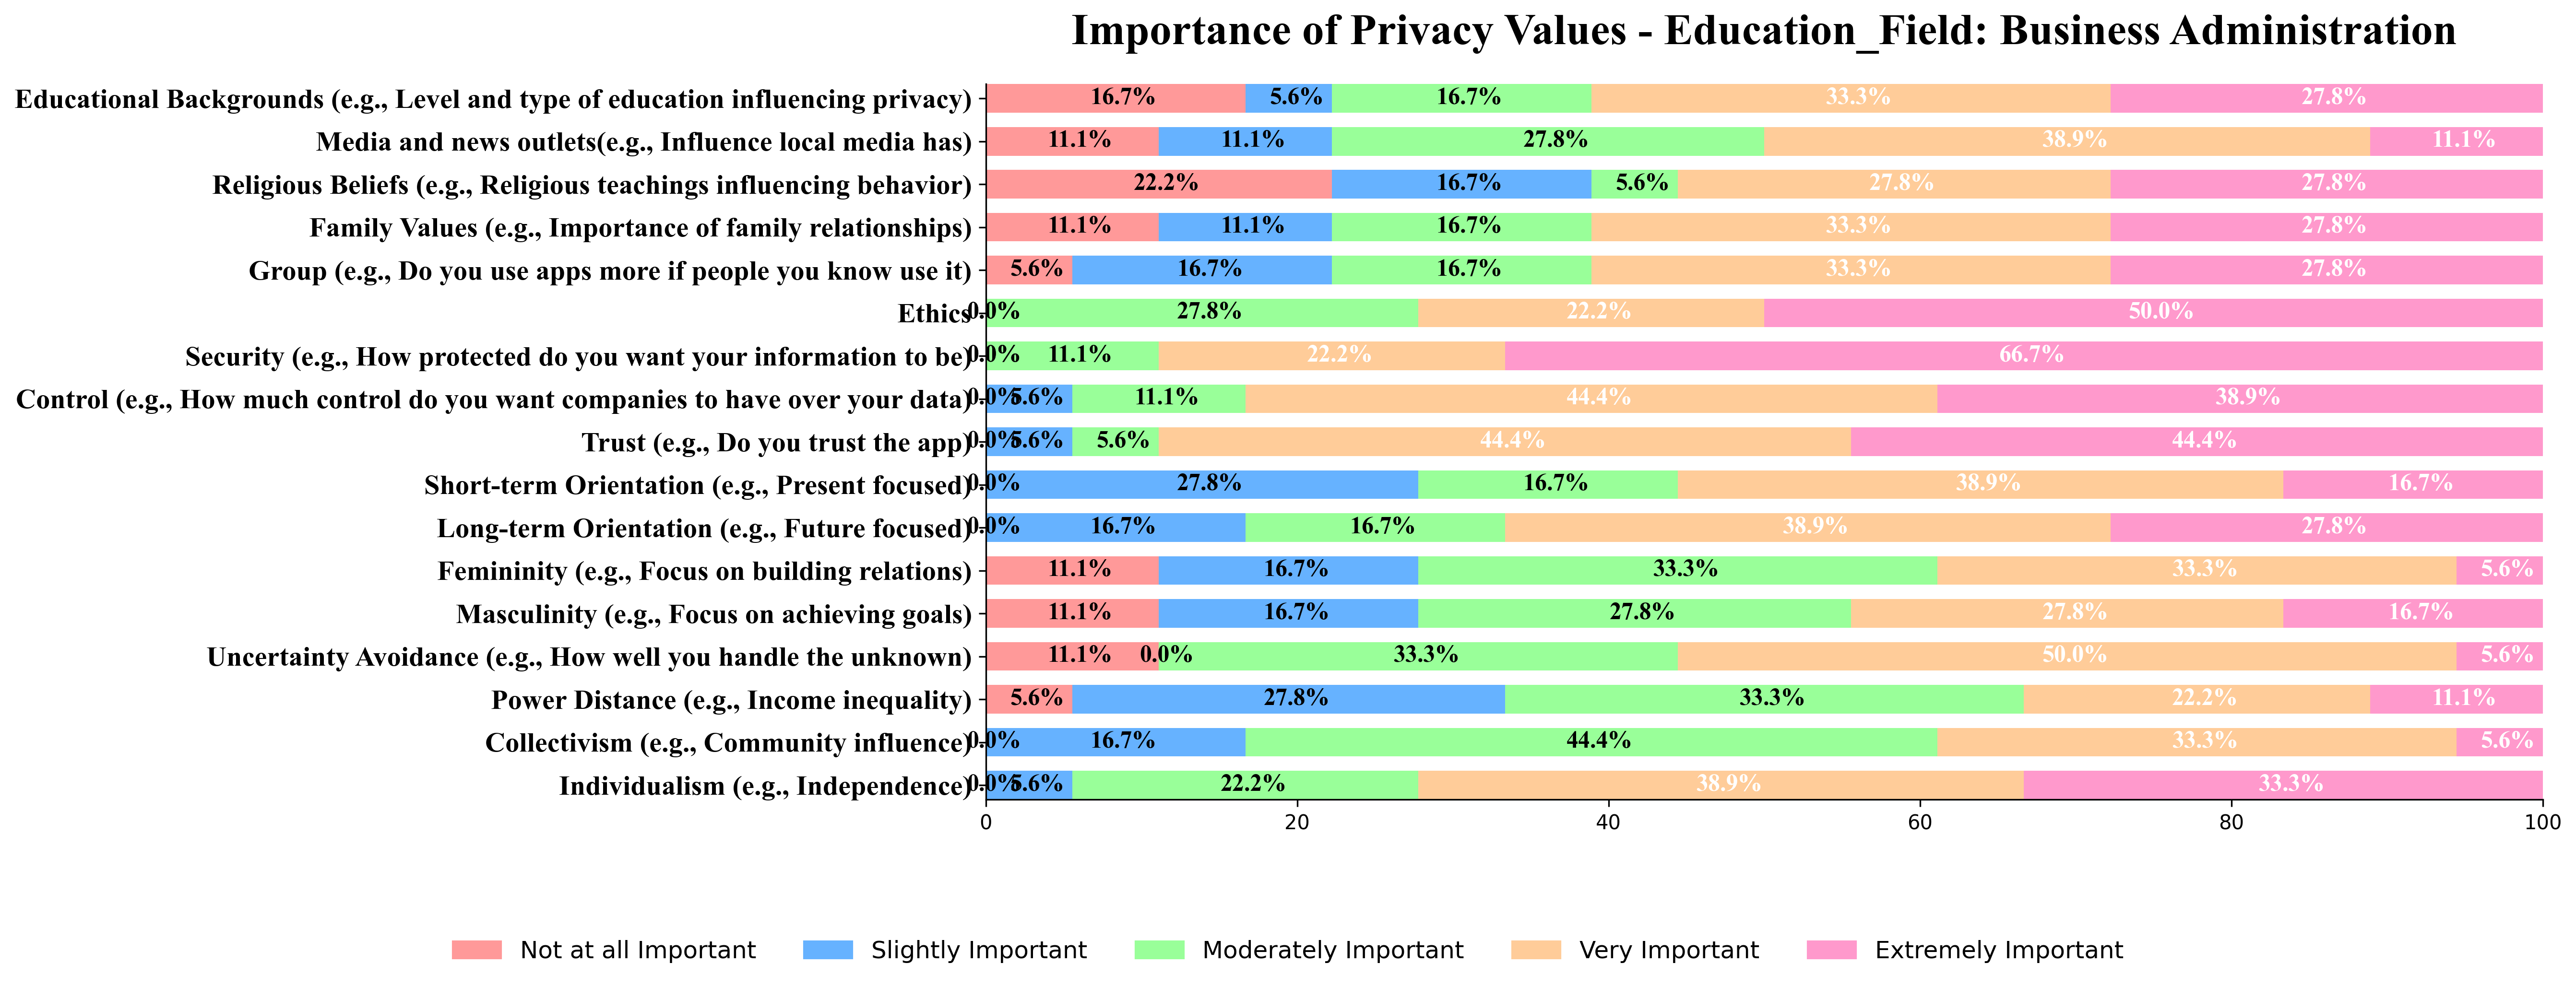 Importance of Privacy Values - Education_Field: Business Administration
Educational Backgrounds (e.g., Level and type of education influencing privacy) 16.7% 5.6% 16.7% 33.3% 27.8%
Media and news outlets(e.g., Influence local media has) 11.1% 11.1% 27.8% 38.9% 11.1%
Religious Beliefs (e.g., Religious teachings influencing behavior) 22.2% 16.7% 5.6% 27.8% 27.8%
Family Values (e.g., Importance of family relationships) 11.1% 11.1% 16.7% 33.3% 27.8%
Group (e.g., Do you use apps more if people you know use it) 5.6% 16.7% 16.7% 33.3% 27.8%
Ethics 0.0% 27.8% 22.2% 50.0%
Security (e.g., How protected do you want your information to be) 0.0% 11.1% 22.2% 66.7%
Control (e.g., How much control do you want companies to have over your data) 0.0% 5.6% 11.1% 44.4% 38.9%
Trust (e.g., Do you trust the app) 0.0% 5.6% 5.6% 44.4% 44.4%
Short-term Orientation (e.g., Present focused) 0.0% 27.8% 16.7% 38.9% 16.7%
Long-term Orientation (e.g., Future focused) 0.0% 16.7% 16.7% 38.9% 27.8%
Femininity (e.g., Focus on building relations) 11.1% 16.7% 33.3% 33.3% 5.6%
Masculinity (e.g., Focus on achieving goals) 11.1% 16.7% 27.8% 27.8% 16.7%
Uncertainty Avoidance (e.g., How well you handle the unknown) 11.1% 0.0% 33.3% 50.0% 5.6%
Power Distance (e.g., Income inequality) 5.6% 27.8% 33.3% 22.2% 11.1%
Collectivism (e.g., Community influence) 0.0% 16.7% 44.4% 33.3% 5.6%
Individualism (e.g., Independence) 0.0% 5.6% 22.2% 38.9% 33.3%
0 20 40 60 80 100
Not at all Important Slightly Important Moderately Important Very Important Extremely Important